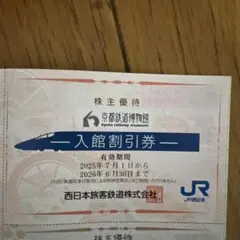 株主優待
京都鉄道博物館
KYOTO RAILWAY MUSEUM
入館割引券
有効期間
2025年7月1日から
2026年6月30日まで
西日本旅客鉄道株式会社
JR西日本
株主優待